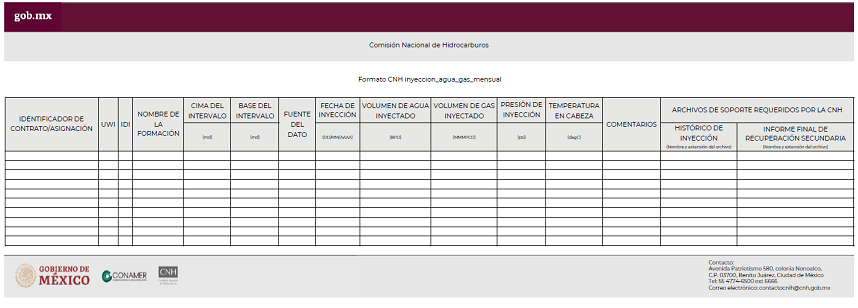 gob.mx
Comisión Nacional de Hidrocarburos
Formato CNH inyeccion_agua_gas_mensual
IDENTIFICADOR DE
CONTRATO/ASIGNACIÓN
UWI
IDI
NOMBRE DE
LA
FORMACIÓN
CIMA DEL
INTERVALO
(md)
BASE DEL
INTERVALO
(md)
FUENTE
DEL
DATO
FECHA DE
INYECCIÓN
(DD/MM/AAAA)
VOLUMEN DE AGUA
INYECTADO
(BPD)
VOLUMEN DE GAS
INYECTADO
(MMMPCD)
PRESIÓN DE
INYECCIÓN
(psi)
TEMPERATURA
EN CABEZA
(degC)
COMENTARIOS
ARCHIVOS DE SOPORTE REQUERIDOS POR LA CNH
HISTÓRICO DE
INYECCIÓN
(Nombre y extensión del archivo)
INFORME FINAL DE
RECUPERACIÓN SECUNDARIA
(Nombre y extensión del archivo)
GOBIERNO DE
MÉXICO
CONAMER
CNH
Contacto:
Avenida Patriotismo 580, colonia Nonoalco,
C.P. 03700, Benito Juárez, Ciudad de México
Tel: 55 4774-6500 ext 6666
Correo electrónico: contactocnih@cnh.gob.mx